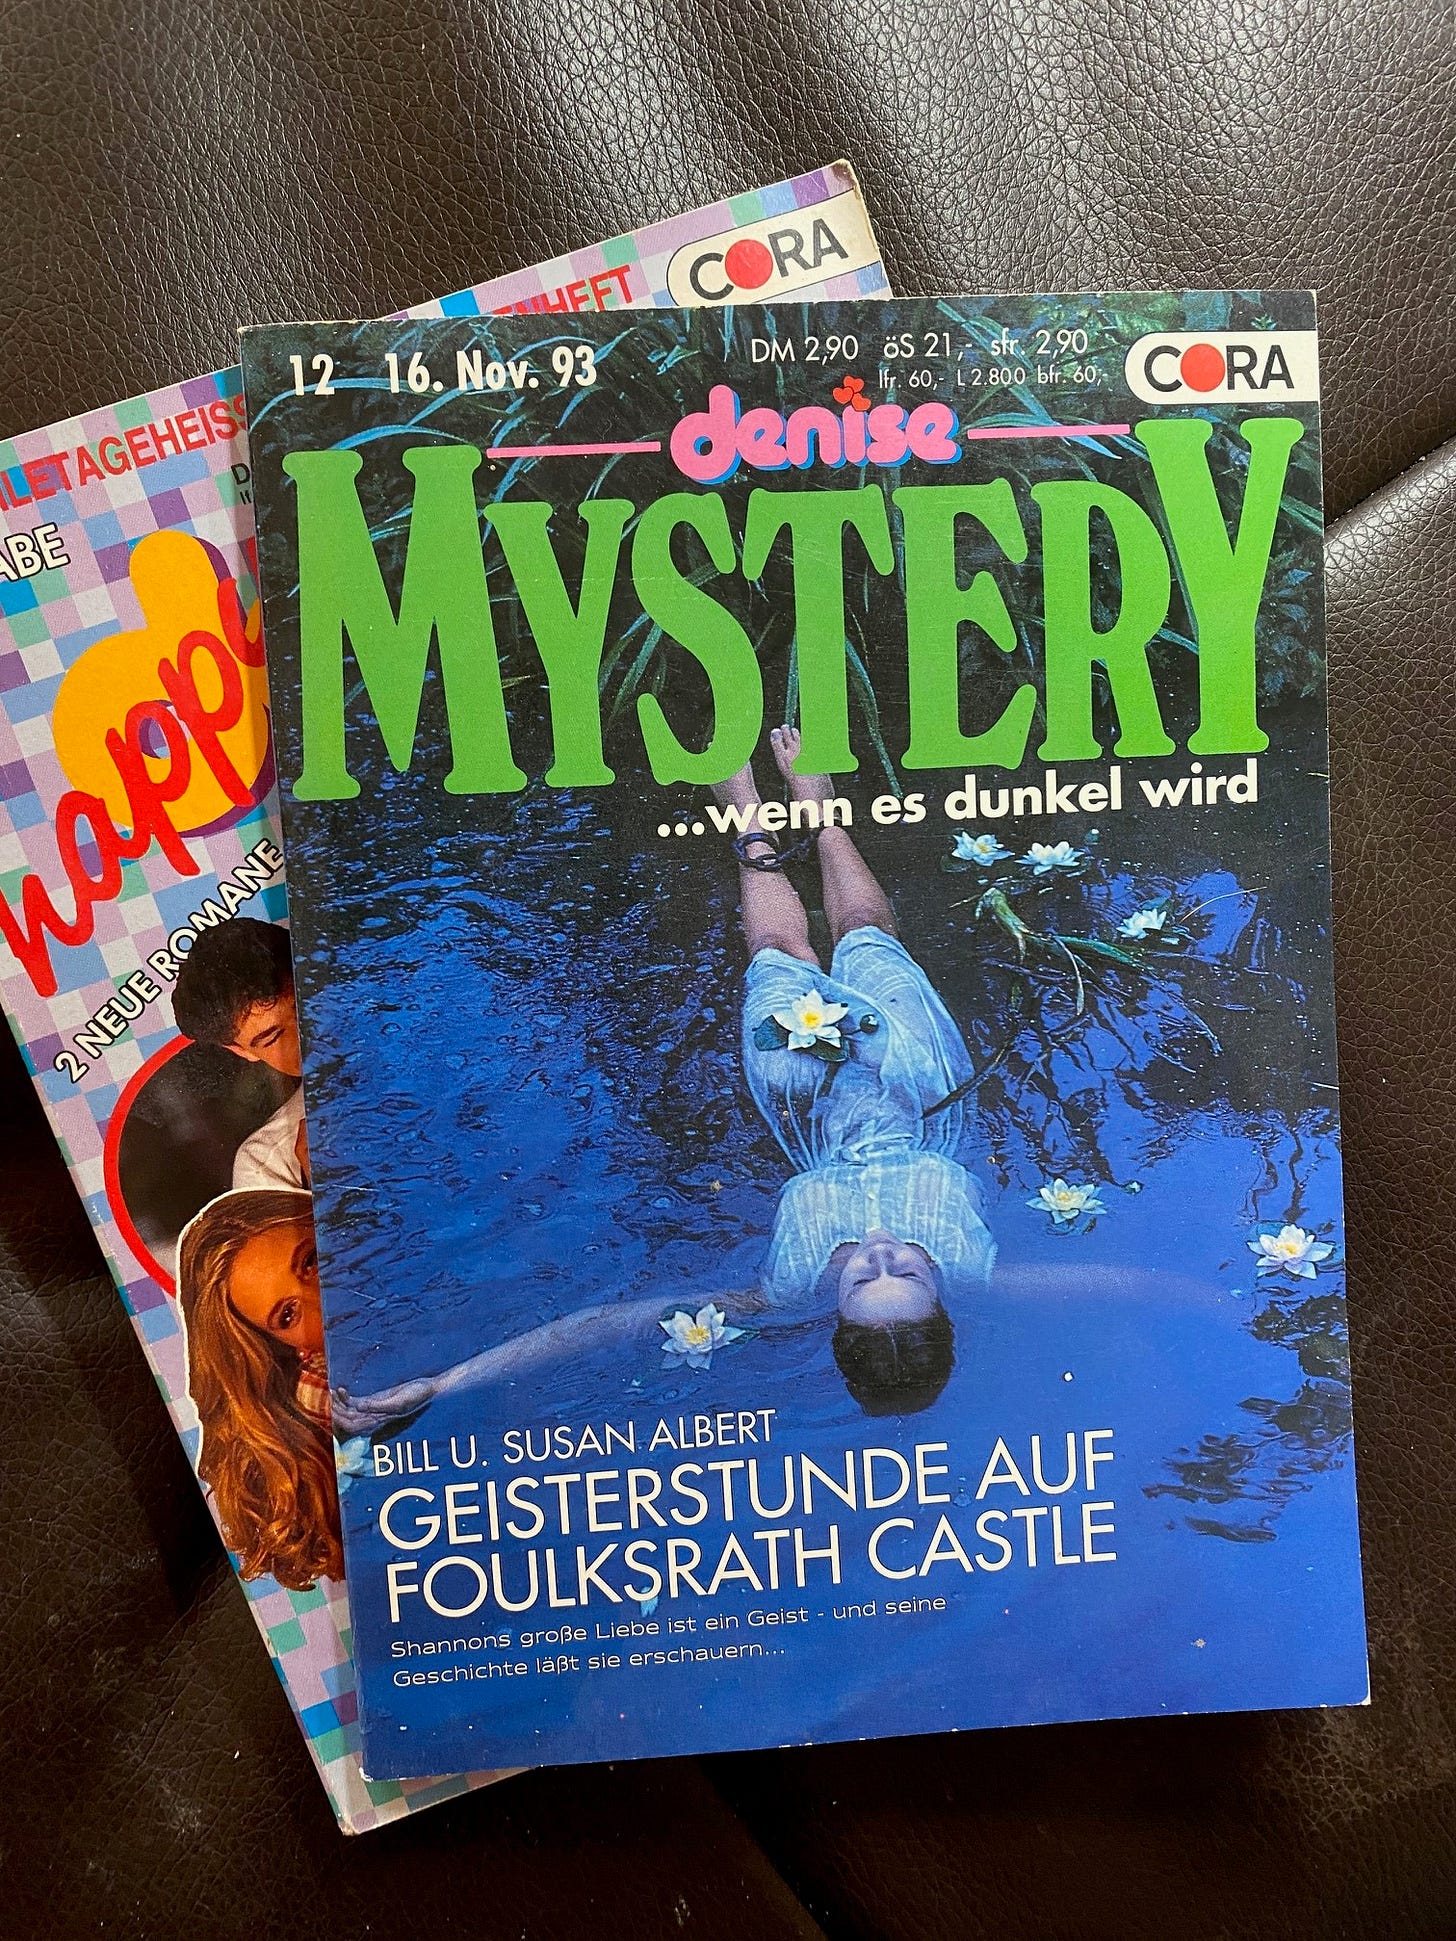 CORA
12 16. Nov. 93
DM 2,90 öS 21,- sfr. 2,90
lfr. 60,- L 2.800 bfr. 60,-
CORA
denise
MYSTERY
...wenn es dunkel wird
2 NEUE ROMANE
BILL U. SUSAN ALBERT
GEISTERSTUNDE AUF
FOULKSRATH CASTLE
Shannons große Liebe ist ein Geist - und seine
Geschichte läßt sie erschauern...